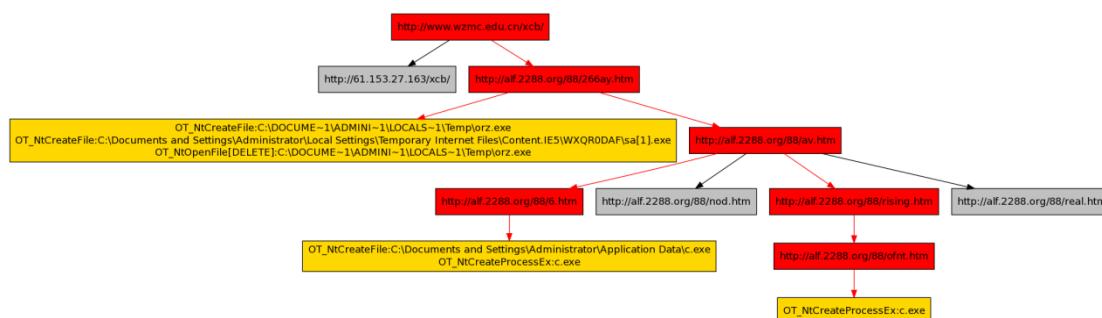 http://www.wzmc.edu.cn/xcb/
http://61.153.27.163/xcb/
http://alf.2288.org/88/266ay.htm
OT_NtCreateFile:C:\DOCUME~1\ADMINI~1\LOCALS~1\Temp\orz.exe
OT_NtCreateFile:C:\Documents and Settings\Administrator\Local Settings\Temporary Internet Files\Content.IE5\WXQR0DAF\sa[1].exe
OT_NtOpenFile[DELETE]:C:\DOCUME~1\ADMINI~1\LOCALS~1\Temp\orz.exe
http://alf.2288.org/88/av.htm
http://alf.2288.org/88/6.htm
http://alf.2288.org/88/nod.htm
http://alf.2288.org/88/rising.htm
http://alf.2288.org/88/real.htm
OT_NtCreateFile:C:\Documents and Settings\Administrator\Application Data\c.exe
OT_NtCreateProcessEx:c.exe
http://alf.2288.org/88/ofnt.htm
OT_NtCreateProcessEx:c.exe